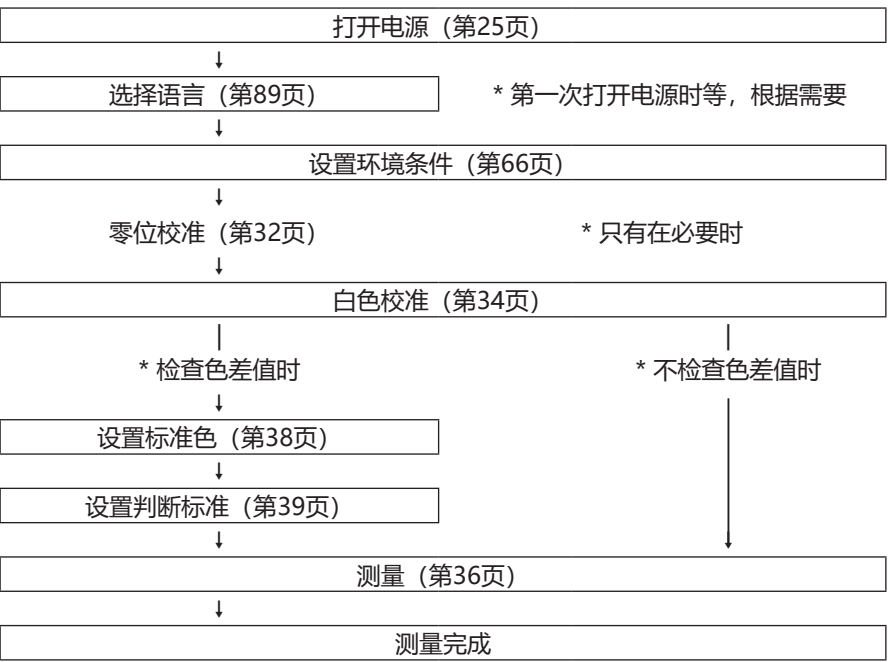 打开电源（第25页）
↓
选择语言（第89页） * 第一次打开电源时等，根据需要
↓
设置环境条件（第66页）
↓
零位校准（第32页） * 只有在必要时
↓
白色校准（第34页）
* 检查色差值时 * 不检查色差值时
↓
设置标准色（第38页）
↓
设置判断标准（第39页）
↓
测量（第36页）
↓
测量完成